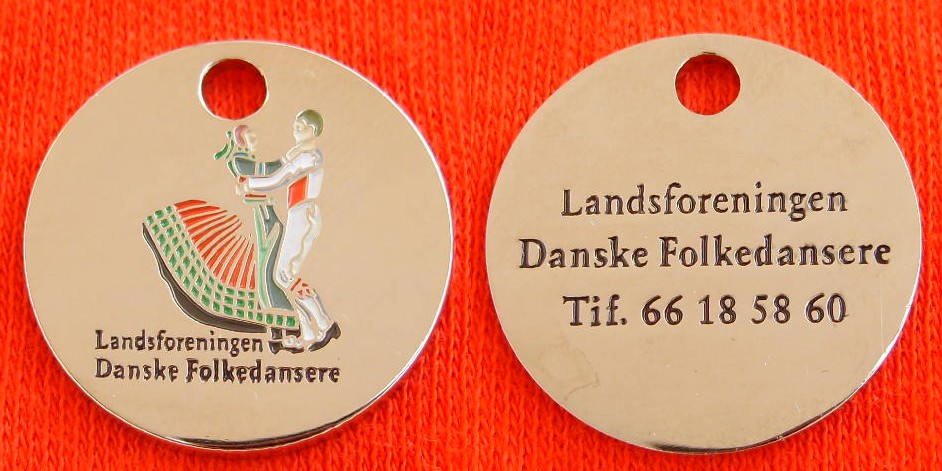 Landsforeningen
Danske Folkedansere
Landsforeningen
Danske Folkedansere
Tif. 66 18 58 60